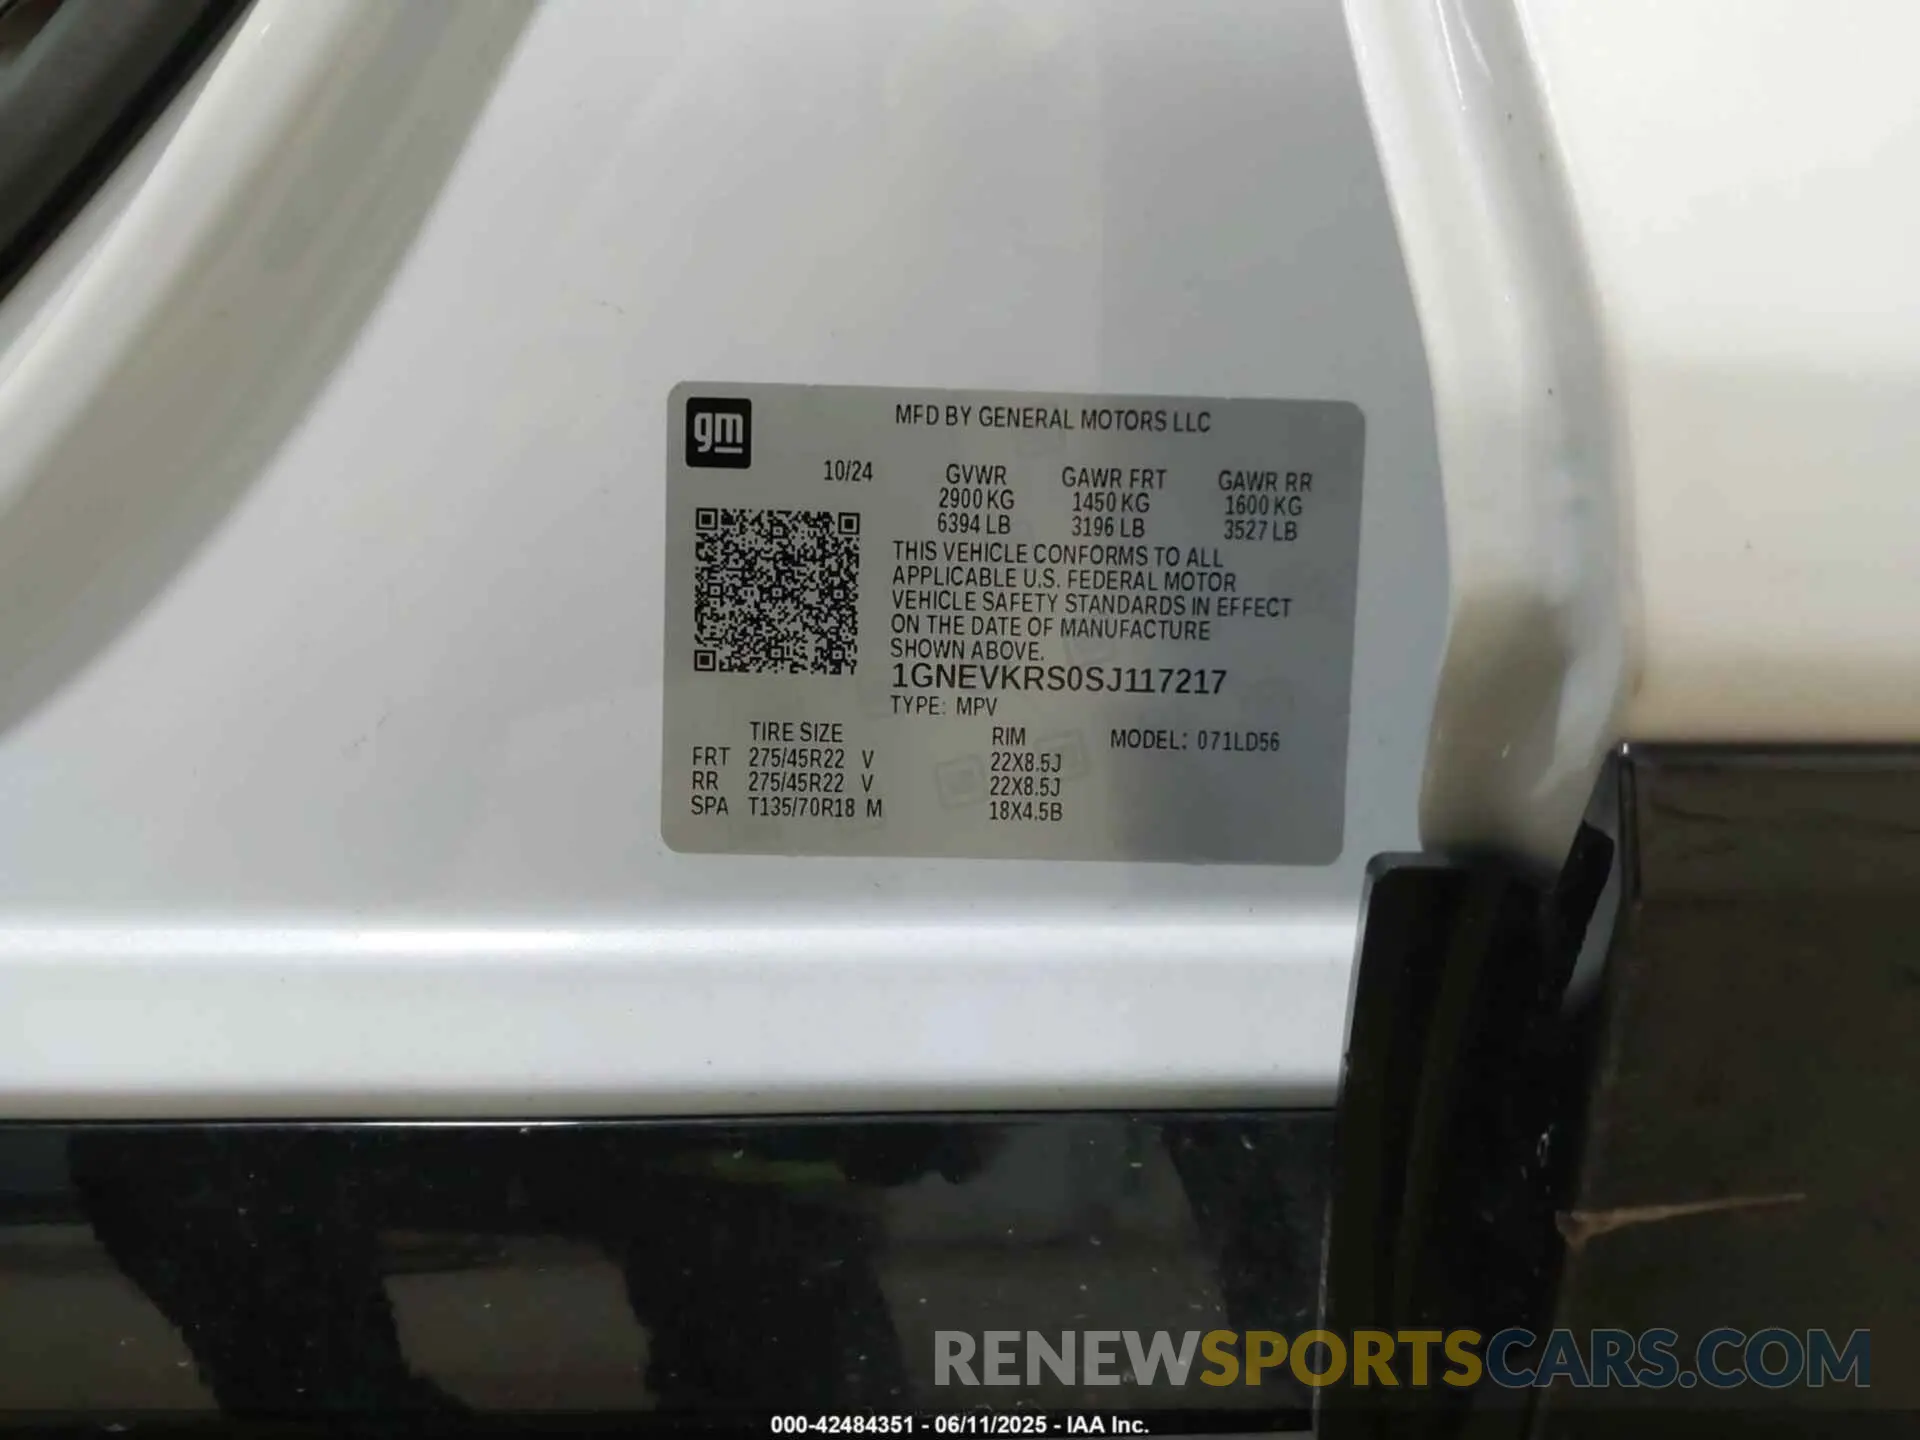 gm
MFD BY GENERAL MOTORS LLC
10/24
GVWR GAWR FRT GAWR RR
2900 KG 1450 KG 1600 KG
6394 LB 3196 LB 3527 LB
THIS VEHICLE CONFORMS TO ALL
APPLICABLE U.S. FEDERAL MOTOR
VEHICLE SAFETY STANDARDS IN EFFECT
ON THE DATE OF MANUFACTURE
SHOWN ABOVE.
1GNEVKRS0SJ117217
TYPE: MPV
TIRE SIZE RIM MODEL: 071LD56
FRT 275/45R22 V 22X8.5J
RR 275/45R22 V 22X8.5J
SPA T135/70R18 M 18X4.5B
RENEWSPORTSCARS.COM
000-42484351 - 06/11/2025 - IAA Inc.